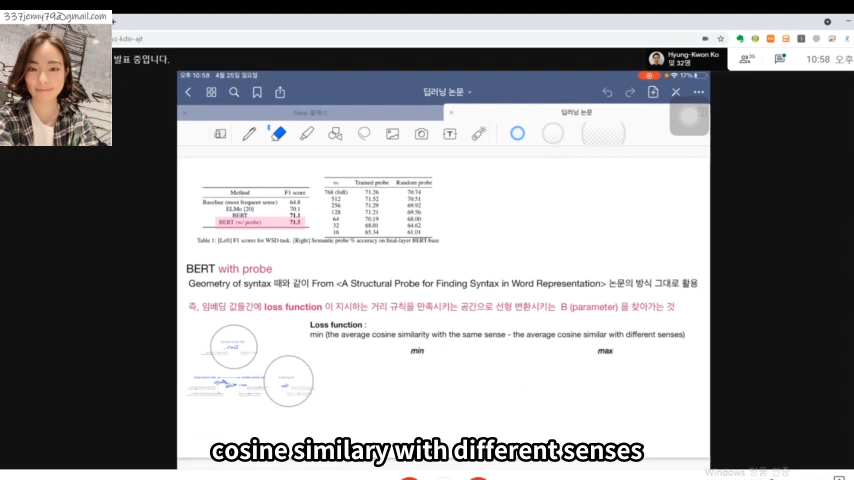 337jenny79@gmail.com
발표 중입니다.
Hyung-Kwon Ko
및 32명
10:58 오후
오후 10:58 4월 25일 일요일
17%
딥러닝 논문
딥러닝 논문
Method F1 score
Baseline (most frequent sense) 64.8
ELMo [20] 70.1
BERT 71.1
BERT (w/ probe) 71.5
m Trained probe Random probe
768 (full) 71.26 70.74
512 71.52 70.51
256 71.29 69.92
128 71.21 69.56
64 70.19 68.00
32 68.01 64.62
16 65.34 61.01
Table 1: [Left] F1 scores for WSD task. [Right] Semantic probe % accuracy on final-layer BERT-base
BERT with probe
Geometry of syntax 때와 같이 From <A Structural Probe for Finding Syntax in Word Representation> 논문의 방식 그대로 활용
즉, 임베딩 값들간에 loss function 이 지시하는 거리 규칙을 만족시키는 공간으로 선형 변환시키는 B (parameter) 을 찾아가는 것
Loss function :
min (the average cosine similarity with the same sense - the average cosine similar with different senses)
min max
cosine similary with different senses
Windows 정품 인증